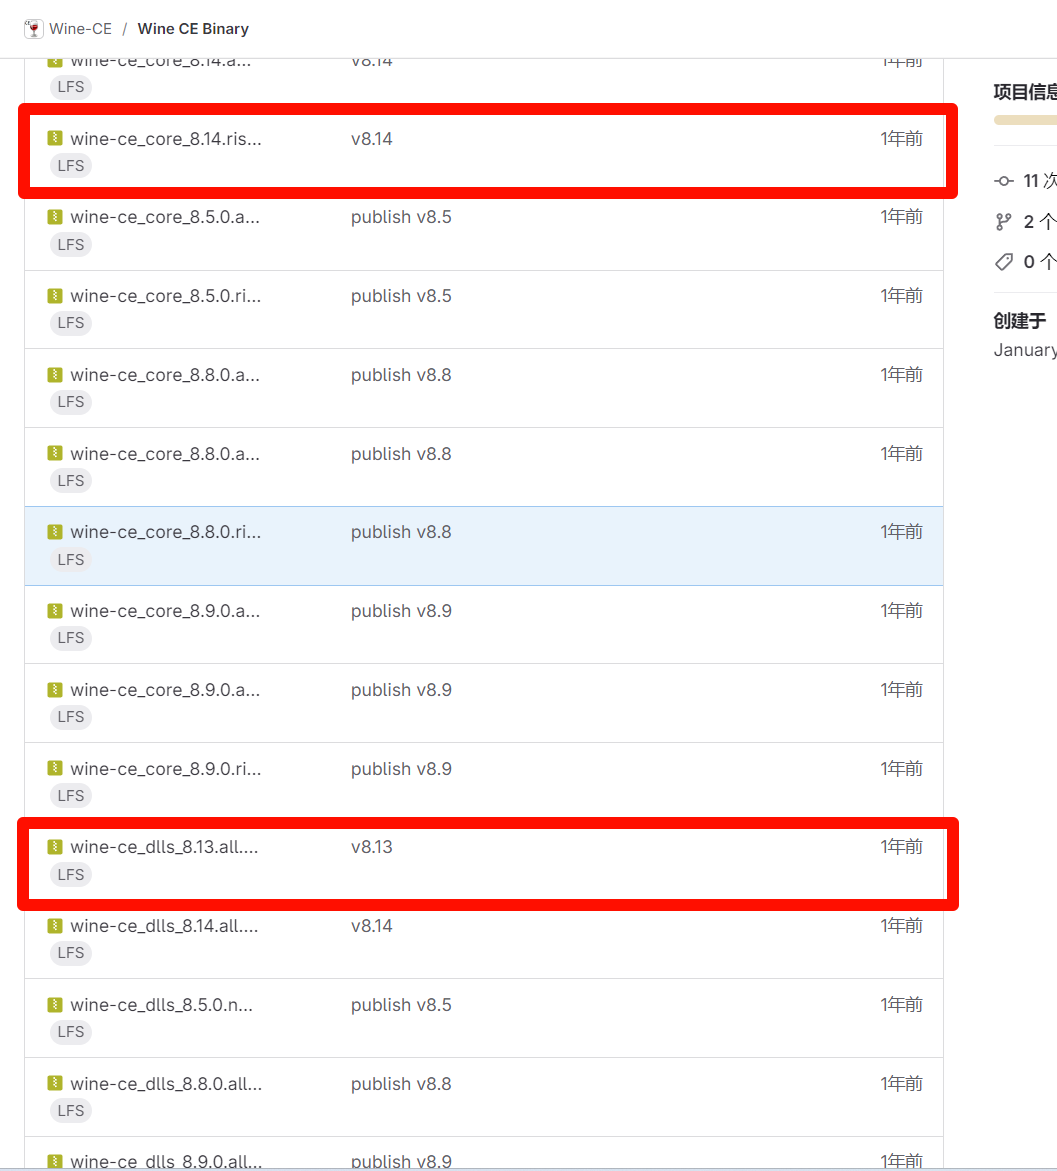 Wine-CE / Wine CE Binary
wine-ce_core_8.14.a... v8.14 1年前
LFS
wine-ce_core_8.14.ris... v8.14 1年前
LFS
wine-ce_core_8.5.0.a... publish v8.5 1年前
LFS
wine-ce_core_8.5.0.ri... publish v8.5 1年前
LFS
wine-ce_core_8.8.0.a... publish v8.8 1年前
LFS
wine-ce_core_8.8.0.a... publish v8.8 1年前
LFS
wine-ce_core_8.8.0.ri... publish v8.8 1年前
LFS
wine-ce_core_8.9.0.a... publish v8.9 1年前
LFS
wine-ce_core_8.9.0.a... publish v8.9 1年前
LFS
wine-ce_core_8.9.0.ri... publish v8.9 1年前
LFS
wine-ce_dlls_8.13.all.... v8.13 1年前
LFS
wine-ce_dlls_8.14.all.... v8.14 1年前
LFS
wine-ce_dlls_8.5.0.n... publish v8.5 1年前
LFS
wine-ce_dlls_8.8.0.all... publish v8.8 1年前
LFS
wine-ce_dlls_8.9.0.all... publish v8.9 1年前
项目信息
11 次
2 个
0 个
创建于
January